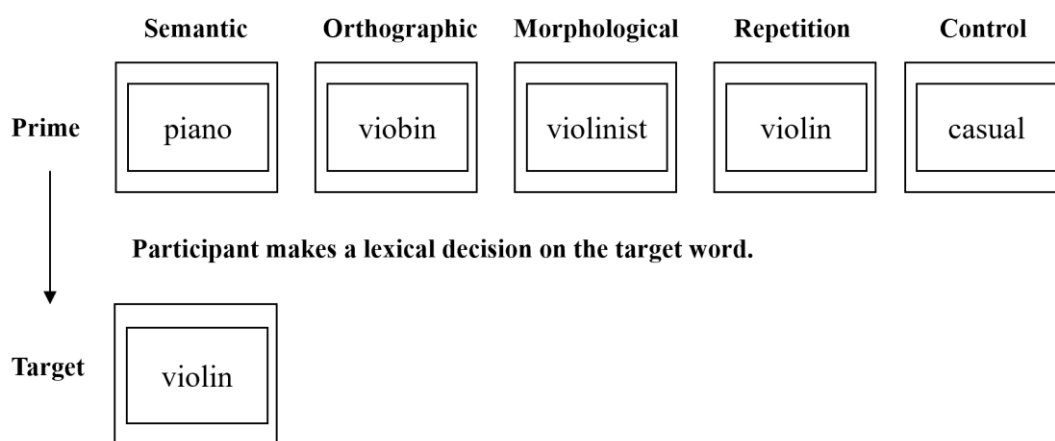 Semantic Orthographic Morphological Repetition Control
Prime piano viobin violinist violin casual
Participant makes a lexical decision on the target word.
Target violin